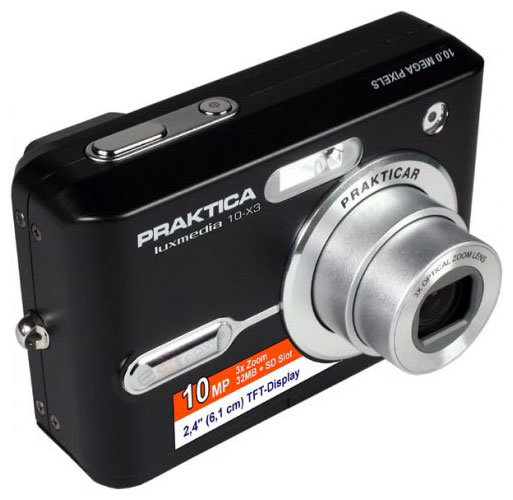 10.0 MEGA PIXELS
PRAKTICA
luxmedia 10-X3
PRAKTICAR
3X OPTICAL ZOOM LENS
10 MP
3x Zoom
32MB + SD Slot
2,4" (6,1 cm) TFT-Display